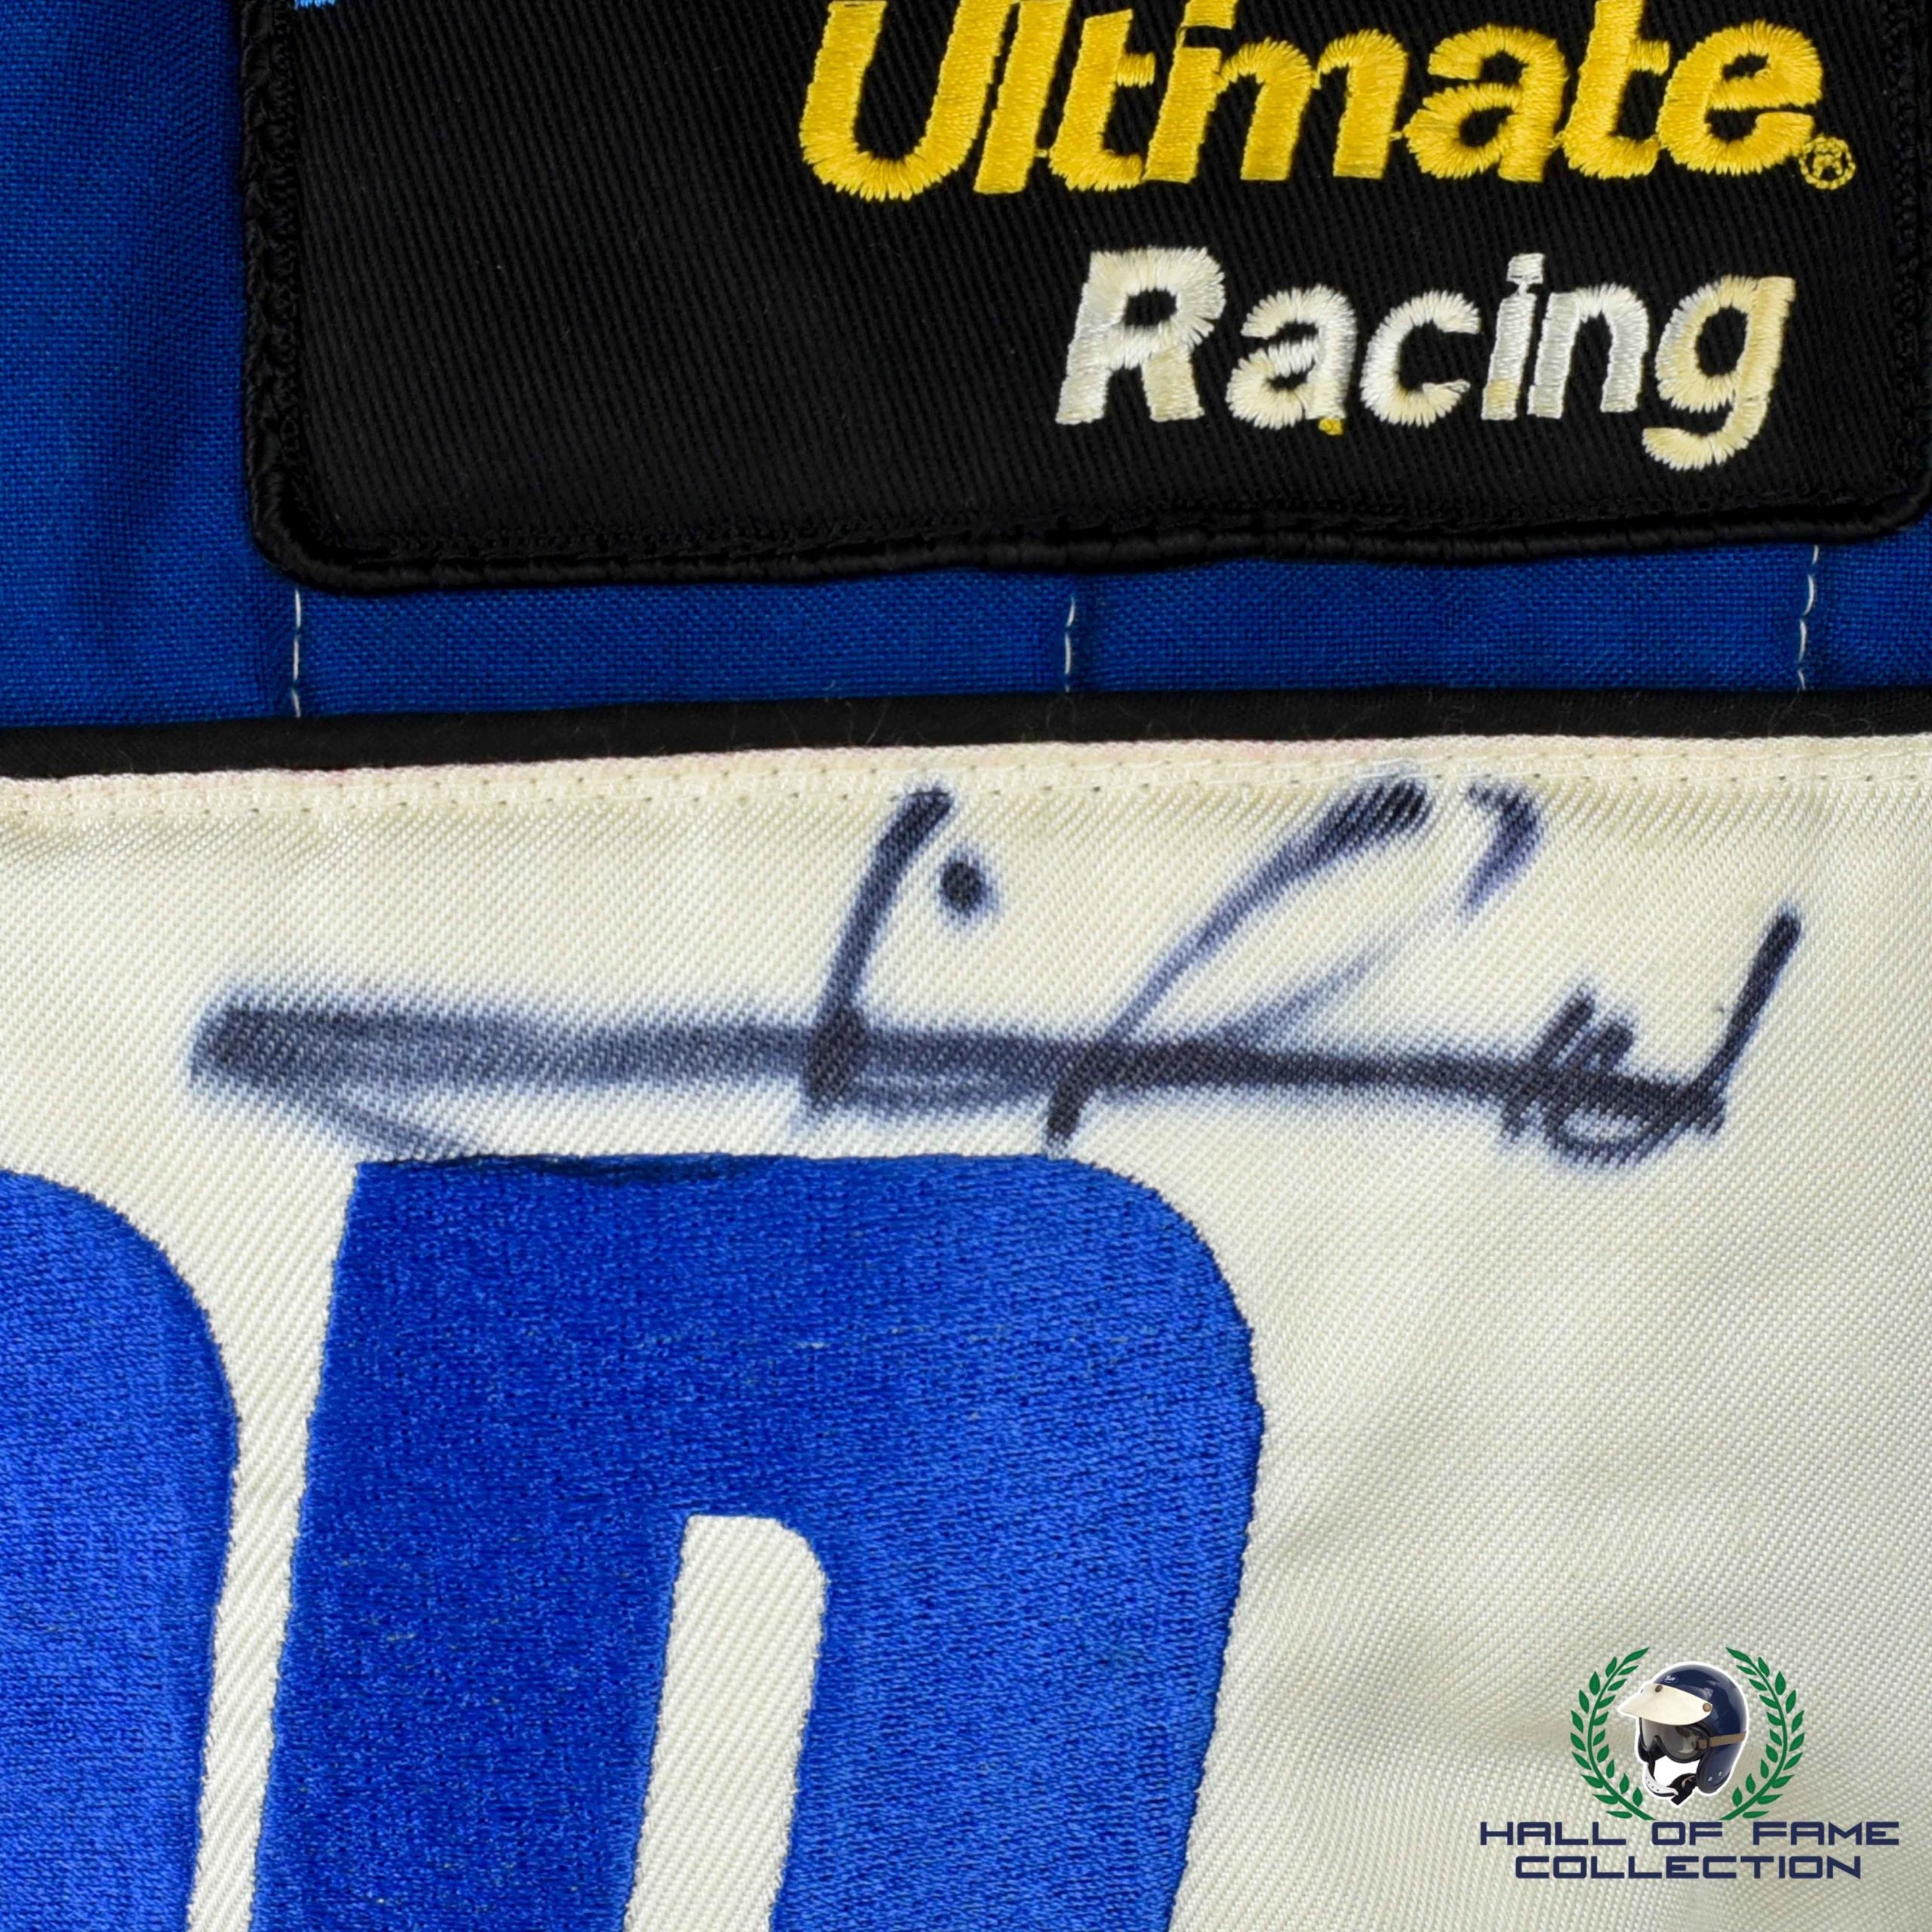 Ultimate®
Racing
HALL OF FAME
COLLECTION